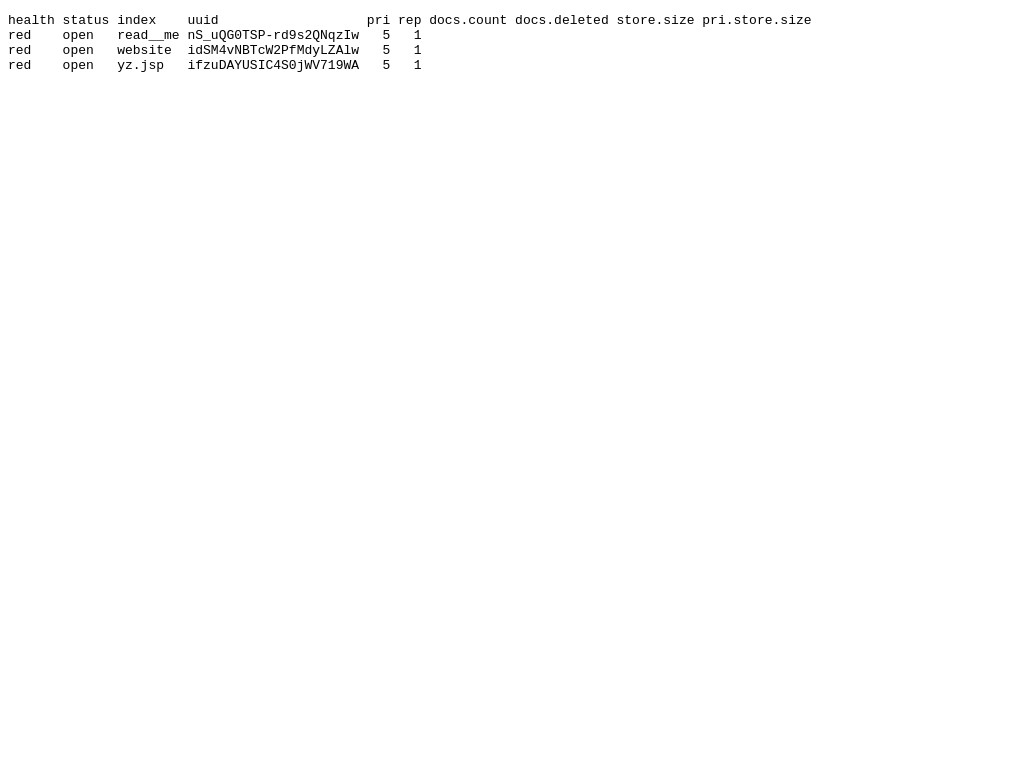 health status index    uuid                   pri rep docs.count docs.deleted store.size pri.store.size
red    open   read__me nS_uQG0TSP-rd9s2QNqzIw   5   1
red    open   website  idSM4vNBTcW2PfMdyLZAlw   5   1
red    open   yz.jsp   ifzuDAYUSIC4S0jWV719WA   5   1